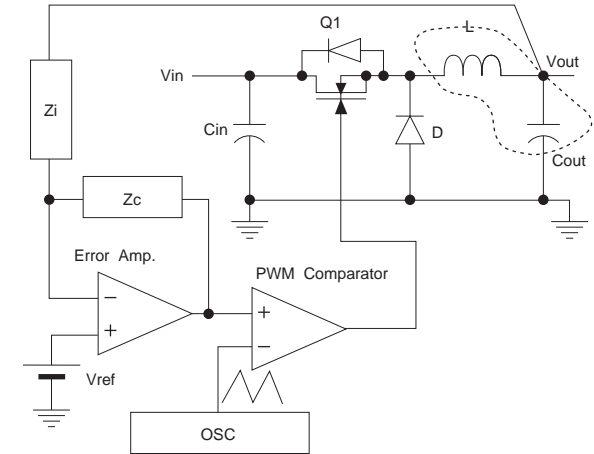 Q1
L
Vin
Vout
Zi
Cin
D
Cout
Zc
Error Amp.
PWM Comparator
−
+
+
−
Vref
OSC